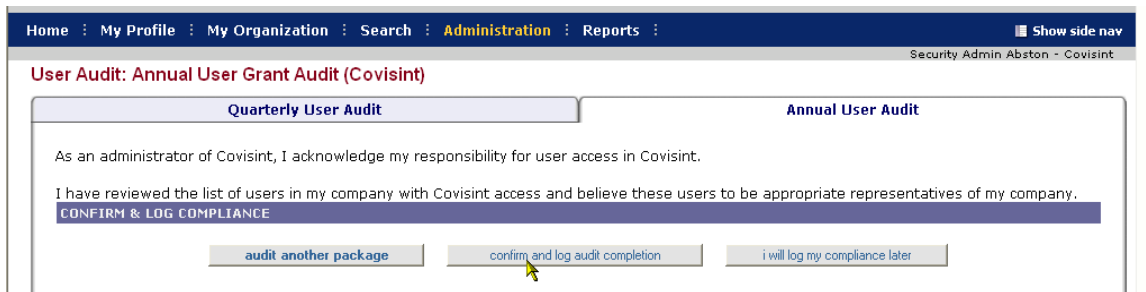 Home ⋮ My Profile ⋮ My Organization ⋮ Search ⋮ Administration ⋮ Reports ⋮ Show side nav
Security Admin Abston - Covisint
User Audit: Annual User Grant Audit (Covisint)
Quarterly User Audit Annual User Audit
As an administrator of Covisint, I acknowledge my responsibility for user access in Covisint.
I have reviewed the list of users in my company with Covisint access and believe these users to be appropriate representatives of my company.
CONFIRM & LOG COMPLIANCE
audit another package confirm and log audit completion i will log my compliance later